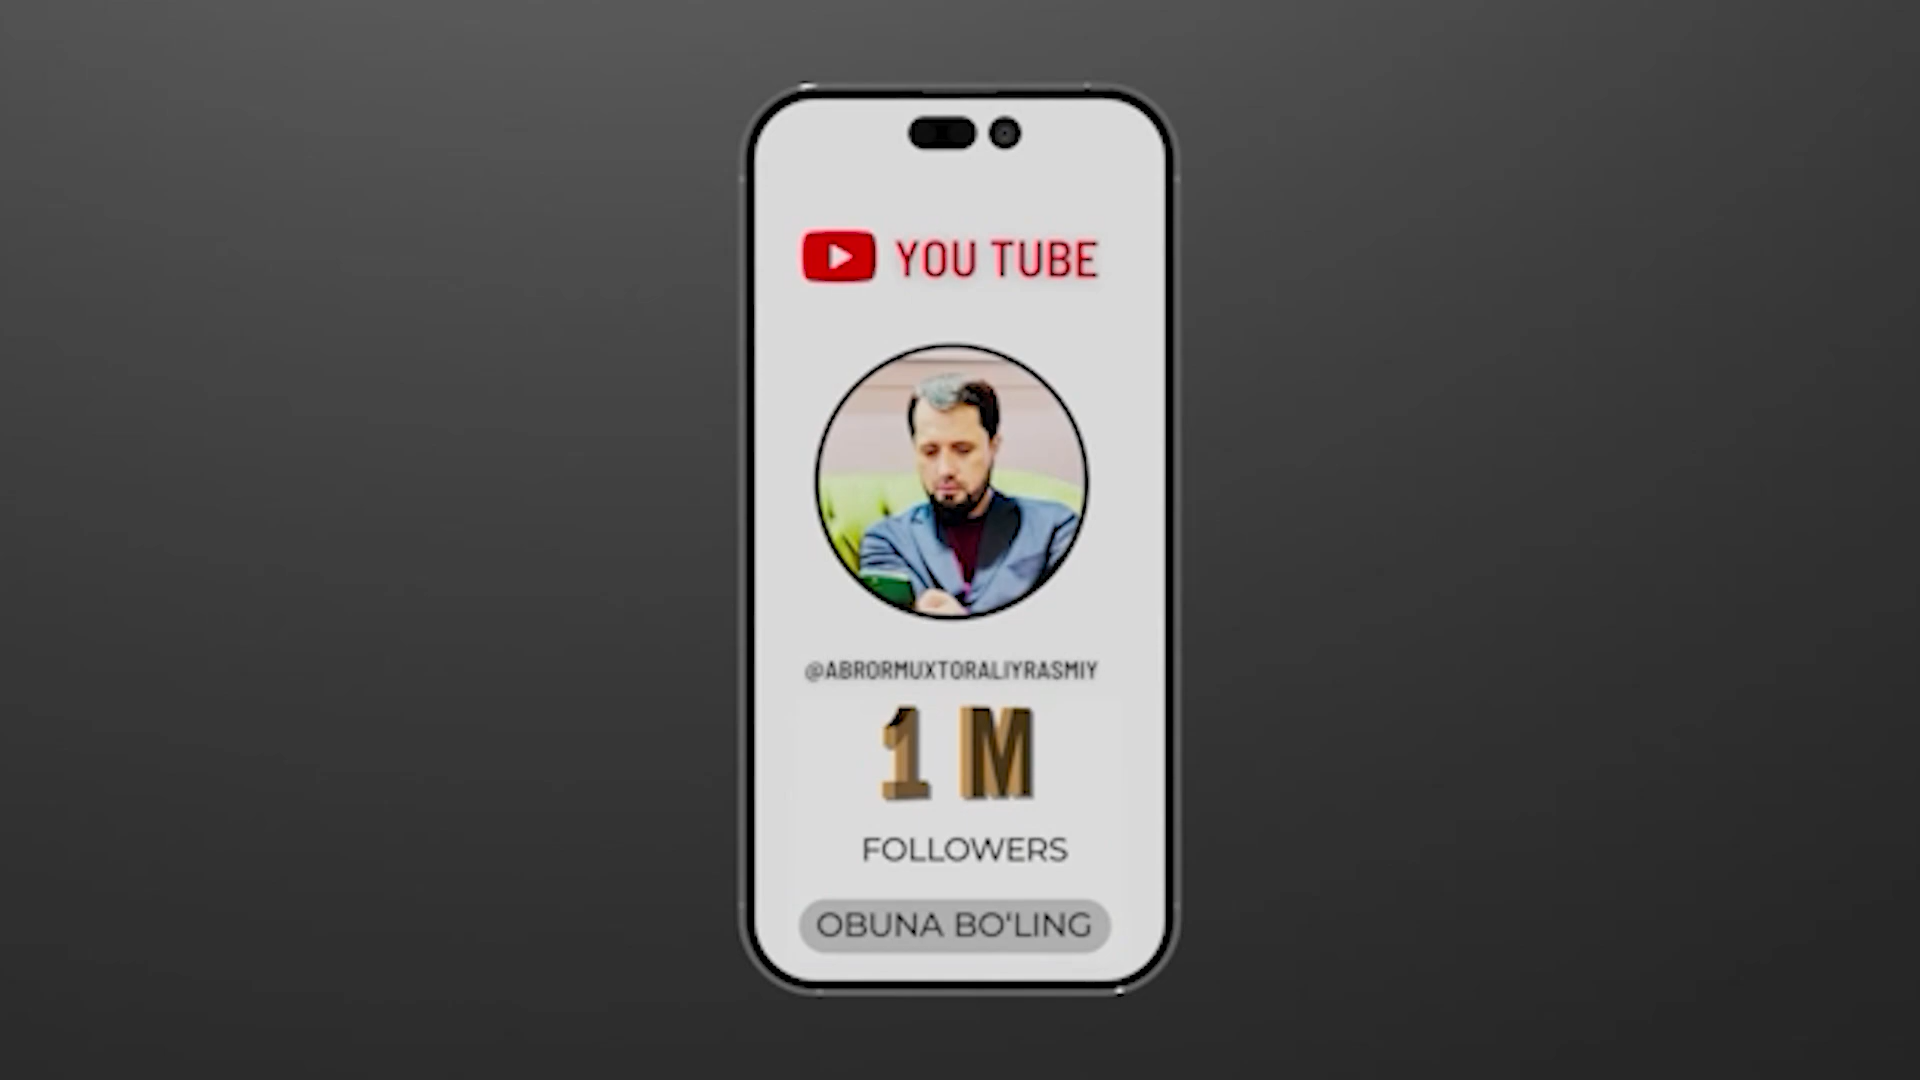 YOU TUBE
@ABRORMUXTORALIYRASMIY
1 M
FOLLOWERS
OBUNA BO'LING